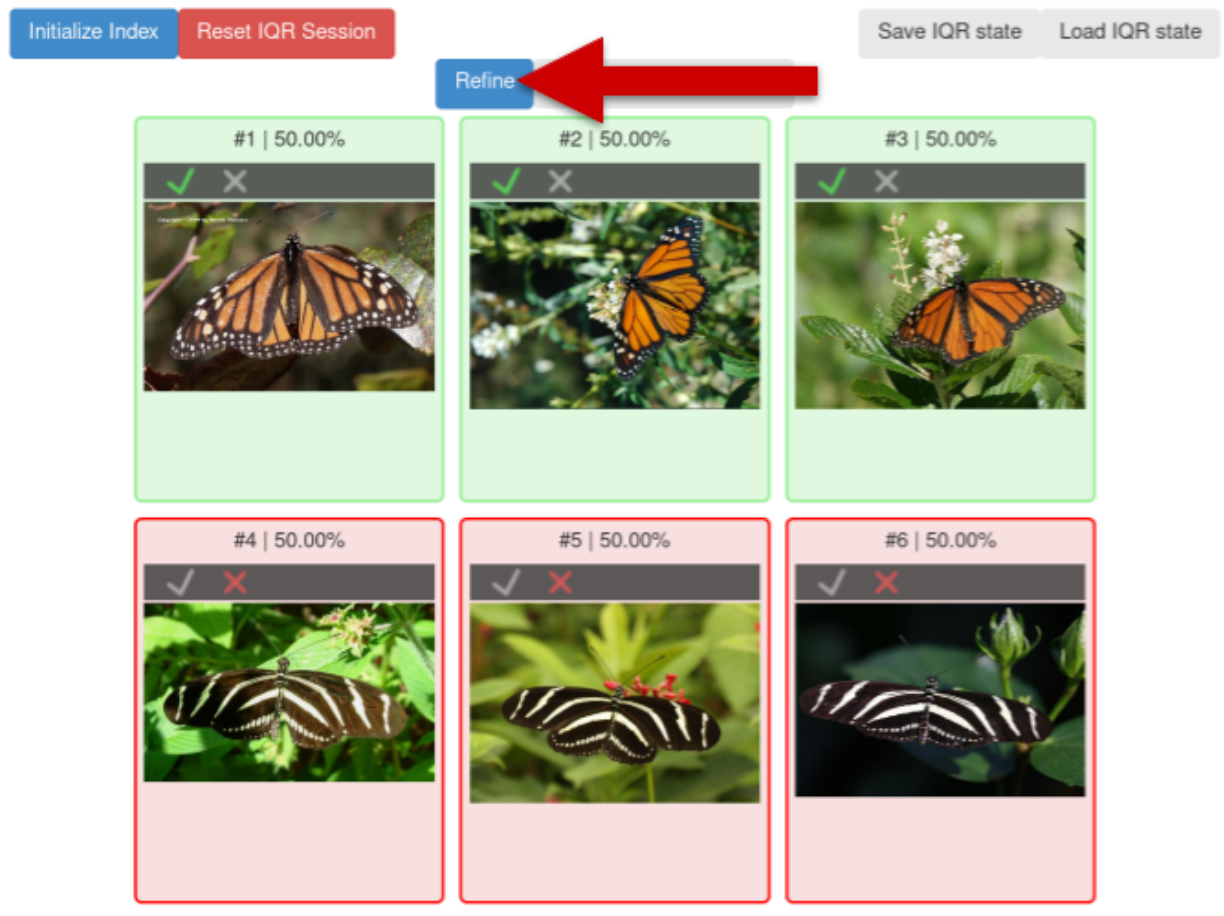 Initialize Index
Reset IQR Session
Save IQR state
Load IQR state
Refine
#1 | 50.00%
#2 | 50.00%
#3 | 50.00%
#4 | 50.00%
#5 | 50.00%
#6 | 50.00%